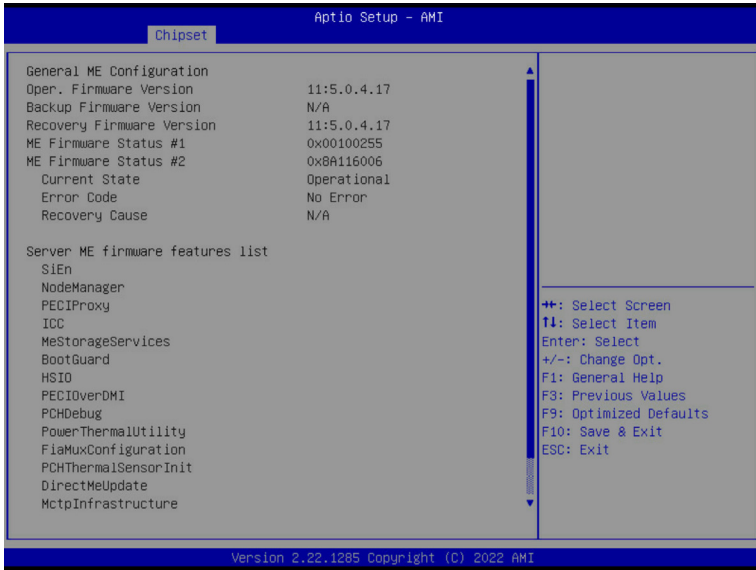 Aptio Setup – AMI
Chipset
General ME Configuration
Oper. Firmware Version 11:5.0.4.17
Backup Firmware Version N/A
Recovery Firmware Version 11:5.0.4.17
ME Firmware Status #1 0x00100255
ME Firmware Status #2 0x8A116006
Current State Operational
Error Code No Error
Recovery Cause N/A
Server ME firmware features list
SiEn
NodeManager
PECIProxy
ICC
MeStorageServices
BootGuard
HSIO
PECIOverDMI
PCHDebug
PowerThermalUtility
FiaMuxConfiguration
PCHThermalSensorInit
DirectMeUpdate
MctpInfrastructure
→←: Select Screen
↑↓: Select Item
Enter: Select
+/-: Change Opt.
F1: General Help
F3: Previous Values
F9: Optimized Defaults
F10: Save & Exit
ESC: Exit
Version 2.22.1285 Copyright (C) 2022 AMI